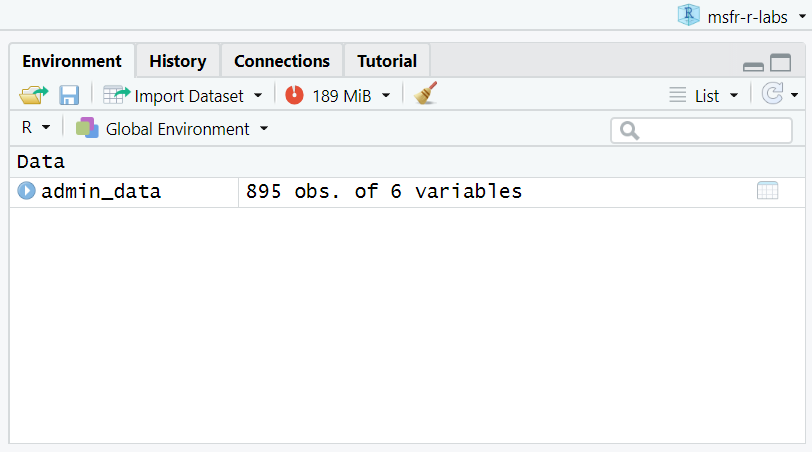 msfr-r-labs
Environment History Connections Tutorial
Import Dataset 189 MiB List
R Global Environment
Data
admin_data 895 obs. of 6 variables